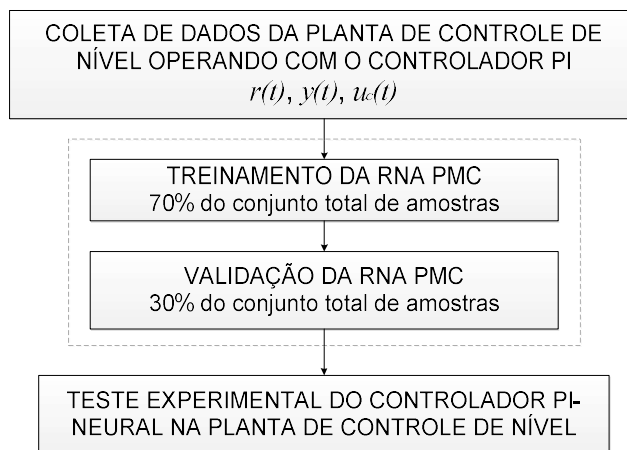 COLETA DE DADOS DA PLANTA DE CONTROLE DE
NÍVEL OPERANDO COM O CONTROLADOR PI
r(t), y(t), uc(t)
TREINAMENTO DA RNA PMC
70% do conjunto total de amostras
VALIDAÇÃO DA RNA PMC
30% do conjunto total de amostras
TESTE EXPERIMENTAL DO CONTROLADOR PI-
NEURAL NA PLANTA DE CONTROLE DE NÍVEL